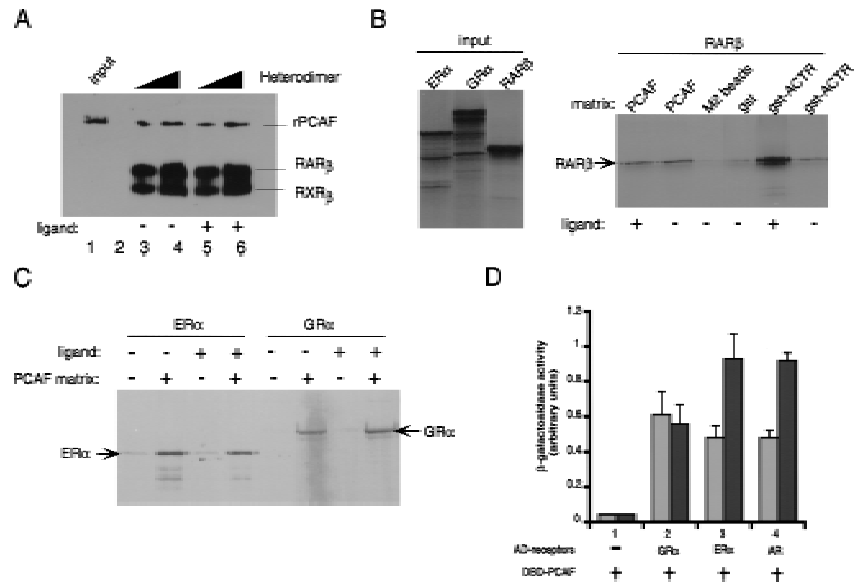 A
input
Heterodimer
rPCAF
RARβ
RXRβ
ligand: - - + +
1 2 3 4 5 6
B
input
ERα GRα RARβ
RARβ
matrix: PCAF PCAF M2 beads gst gst-ACTR gst-ACTR
RARβ
ligand: + - - - + -
C
ERα GRα
ligand: - - + + - - + +
PCAF matrix: - + - + - + - +
ERα
GRα
D
β-galactosidase activity
(arbitrary units)
1.2
1
0.8
0.6
0.4
0.2
0
1 2 3 4
AD-receptors - GRα ERα AR
DBD-PCAF + + + +